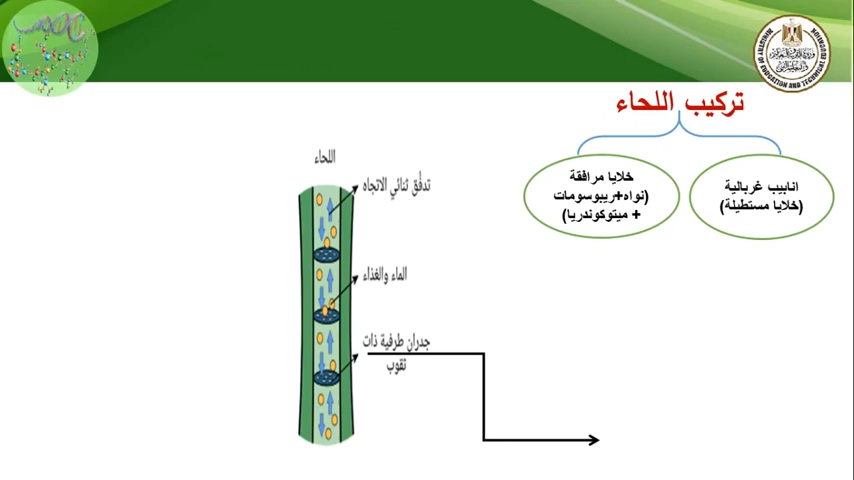 تركيب اللحاء
انابيب غربالية
(خلايا مستطيلة)
خلايا مرافقة
(نواه+ريبوسومات
+ ميتوكوندريا)
اللحاء
تدفُّق ثنائي الاتجاه
الماء والغذاء
جدران طرفية ذات
ثقوب